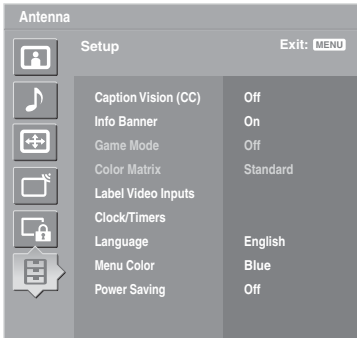 Antenna
Setup Exit: MENU
Caption Vision (CC) Off
Info Banner On
Game Mode Off
Color Matrix Standard
Label Video Inputs
Clock/Timers
Language English
Menu Color Blue
Power Saving Off